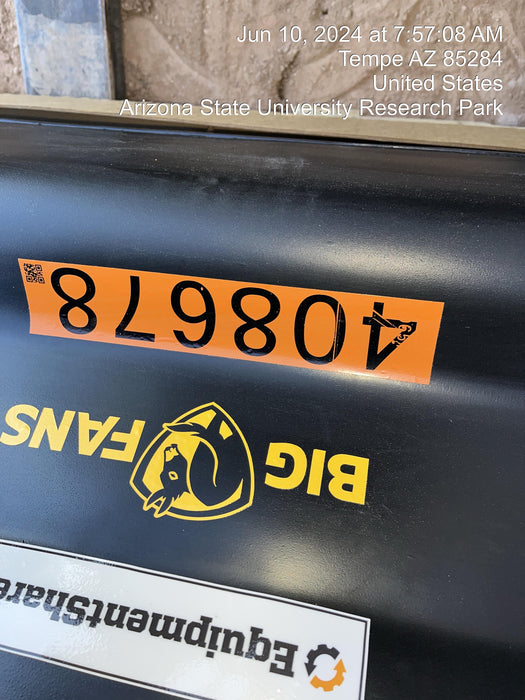 Jun 10, 2024 at 7:57:08 AM
Tempe AZ 85284
United States
Arizona State University Research Park
408678
BIG FANS
EquipmentShare